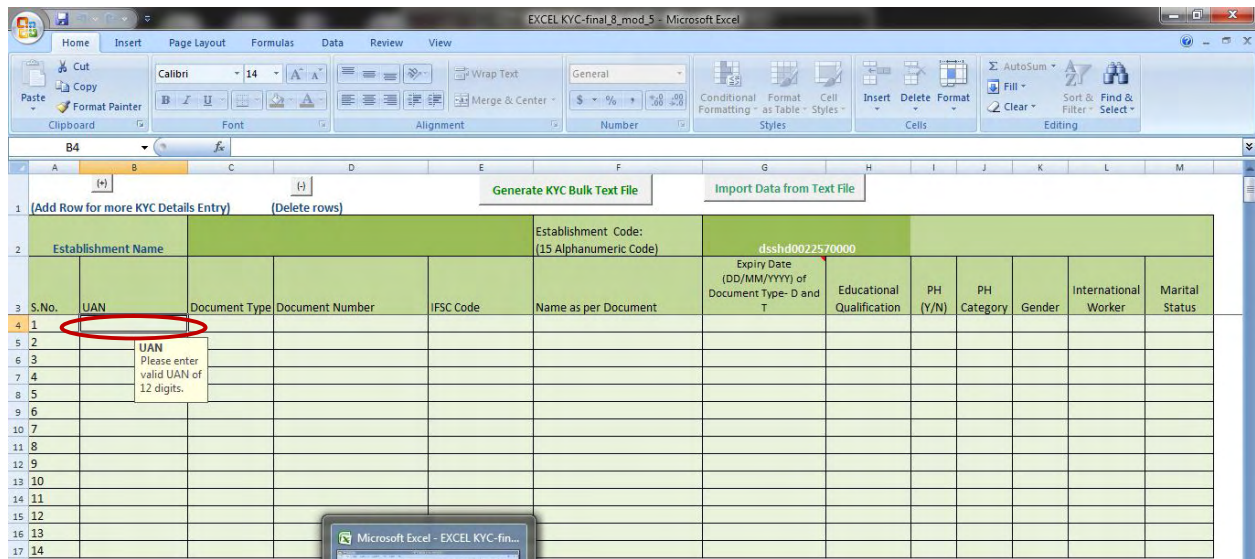 EXCEL KYC-final_8_mod_5 - Microsoft Excel
Home Insert Page Layout Formulas Data Review View
Paste
Cut
Copy
Format Painter
Clipboard
Calibri 14
B I U
Font
Wrap Text
Merge & Center
Alignment
General
$ % , .0 .00 .00 .0
Number
Conditional Formatting
Format as Table
Cell Styles
Styles
Insert Delete Format
Cells
Σ AutoSum
Fill
Clear
Sort & Filter
Find & Select
Editing
B4 fx
A B C D E F G H I J K L M
(+) (-) Generate KYC Bulk Text File Import Data from Text File
1 (Add Row for more KYC Details Entry) (Delete rows)
2 Establishment Name Establishment Code: (15 Alphanumeric Code) dsshd0022570000
3 S.No. UAN Document Type Document Number IFSC Code Name as per Document Expiry Date (DD/MM/YYYY) of Document Type- D and T Educational Qualification PH (Y/N) PH Category Gender International Worker Marital Status
4 1
5 2
6 3
7 4
8 5
9 6
10 7
11 8
12 9
13 10
14 11
15 12
16 13
17 14
UAN
Please enter
valid UAN of
12 digits.
Microsoft Excel - EXCEL KYC-fin...